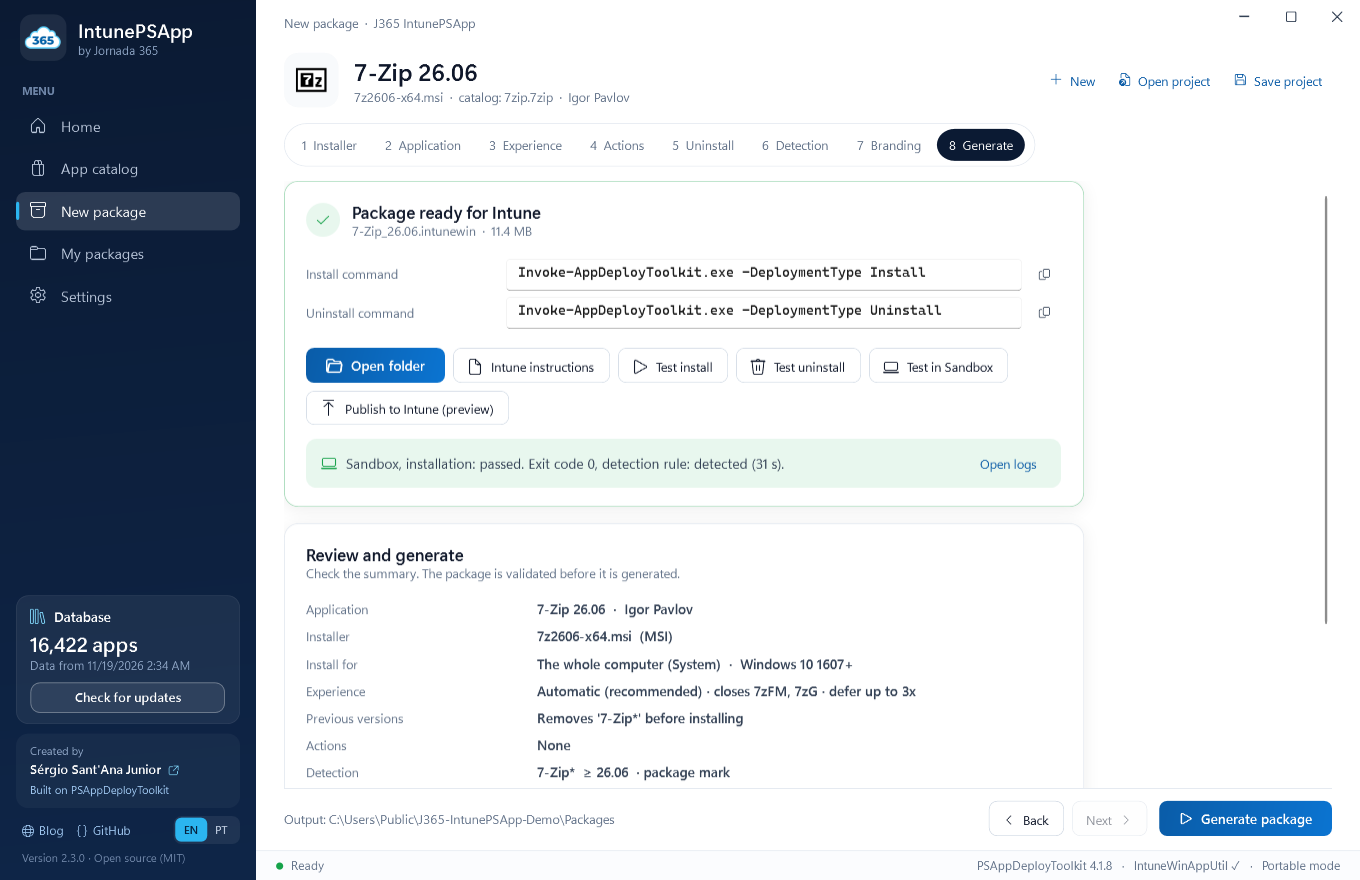 365
IntunePSApp
by Jornada 365
MENU
Home
App catalog
New package
My packages
Settings
Database
16,422 apps
Data from 11/19/2026 2:34 AM
Check for updates
Created by
Sérgio Sant'Ana Junior
Built on PSAppDeployToolkit
Blog {} GitHub EN PT
Version 2.3.0 · Open source (MIT)
New package · J365 IntunePSApp
7z
7-Zip 26.06
7z2606-x64.msi · catalog: 7zip.7zip · Igor Pavlov
New Open project Save project
1 Installer 2 Application 3 Experience 4 Actions 5 Uninstall 6 Detection 7 Branding 8 Generate
Package ready for Intune
7-Zip_26.06.intunewin · 11.4 MB
Install command Invoke-AppDeployToolkit.exe -DeploymentType Install
Uninstall command Invoke-AppDeployToolkit.exe -DeploymentType Uninstall
Open folder Intune instructions Test install Test uninstall Test in Sandbox
Publish to Intune (preview)
Sandbox, installation: passed. Exit code 0, detection rule: detected (31 s). Open logs
Review and generate
Check the summary. The package is validated before it is generated.
Application 7-Zip 26.06 · Igor Pavlov
Installer 7z2606-x64.msi (MSI)
Install for The whole computer (System) · Windows 10 1607+
Experience Automatic (recommended) · closes 7zFM, 7zG · defer up to 3x
Previous versions Removes '7-Zip*' before installing
Actions None
Detection 7-Zip* ≥ 26.06 · package mark
Output: C:\Users\Public\J365-IntunePSApp-Demo\Packages
Back Next Generate package
Ready
PSAppDeployToolkit 4.1.8 · IntuneWinAppUtil ✓ · Portable mode